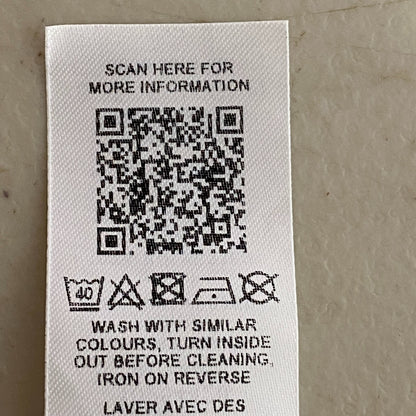 SCAN HERE FOR
MORE INFORMATION
40
WASH WITH SIMILAR
COLOURS, TURN INSIDE
OUT BEFORE CLEANING,
IRON ON REVERSE
LAVER AVEC DES